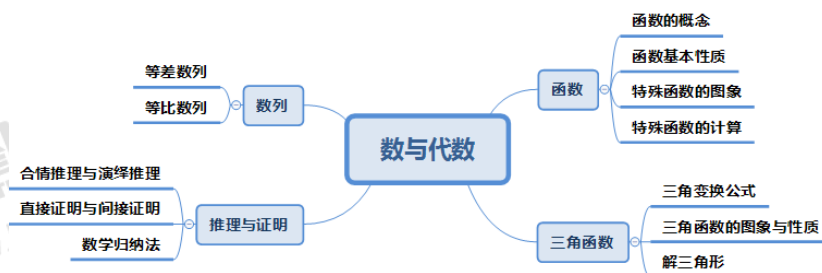 数与代数
函数
函数的概念
函数基本性质
特殊函数的图象
特殊函数的计算
三角函数
三角变换公式
三角函数的图象与性质
解三角形
数列
等差数列
等比数列
推理与证明
合情推理与演绎推理
直接证明与间接证明
数学归纳法